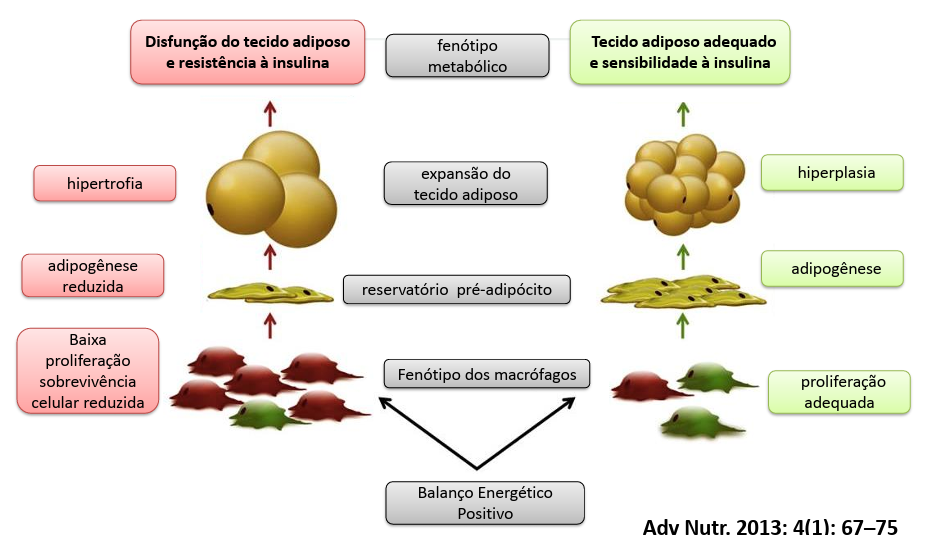 Disfunção do tecido adiposo
e resistência à insulina
fenótipo
metabólico
Tecido adiposo adequado
e sensibilidade à insulina
hipertrofia
expansão do
tecido adiposo
hiperplasia
adipogênese
reduzida
reservatório pré-adipócito
adipogênese
Baixa
proliferação
sobrevivência
celular reduzida
Fenótipo dos macrófagos
proliferação
adequada
Balanço Energético
Positivo
Adv Nutr. 2013; 4(1): 67–75